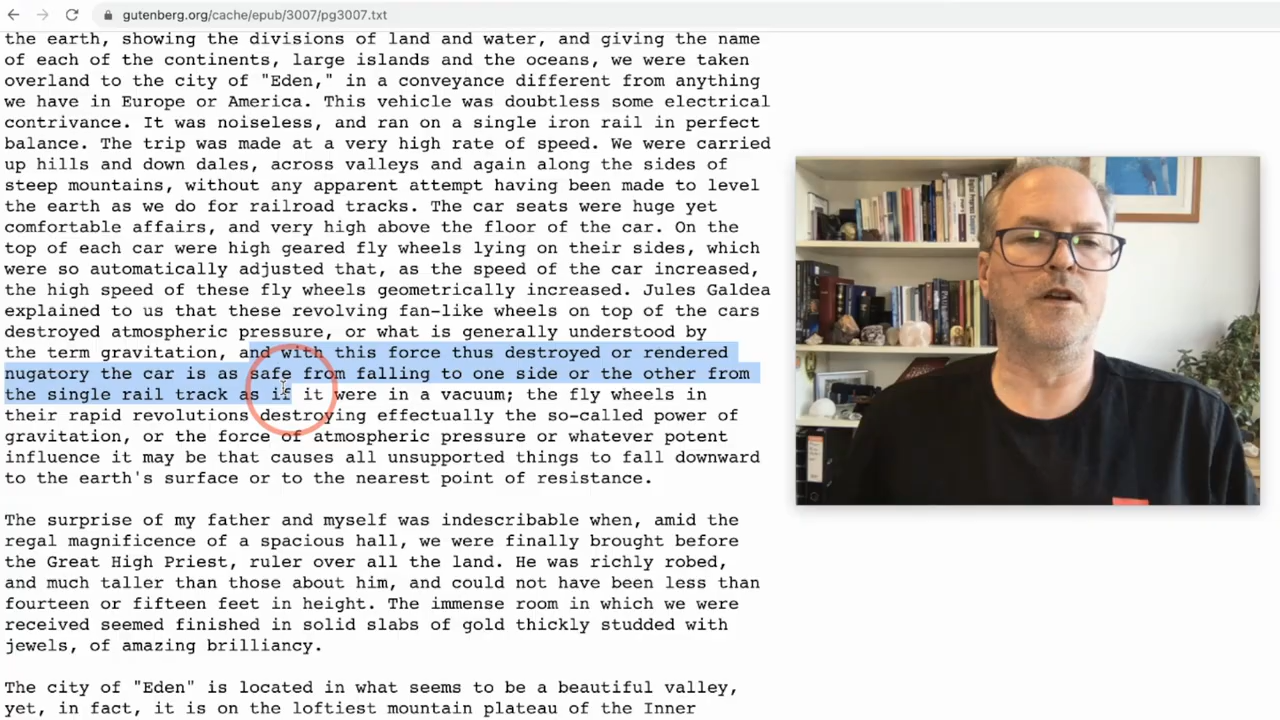 gutenberg.org/cache/epub/3007/pg3007.txt
the earth, showing the divisions of land and water, and giving the name
of each of the continents, large islands and the oceans, we were taken
overland to the city of "Eden," in a conveyance different from anything
we have in Europe or America. This vehicle was doubtless some electrical
contrivance. It was noiseless, and ran on a single iron rail in perfect
balance. The trip was made at a very high rate of speed. We were carried
up hills and down dales, across valleys and again along the sides of
steep mountains, without any apparent attempt having been made to level
the earth as we do for railroad tracks. The car seats were huge yet
comfortable affairs, and very high above the floor of the car. On the
top of each car were high geared fly wheels lying on their sides, which
were so automatically adjusted that, as the speed of the car increased,
the high speed of these fly wheels geometrically increased. Jules Galdea
explained to us that these revolving fan-like wheels on top of the cars
destroyed atmospheric pressure, or what is generally understood by
the term gravitation, and with this force thus destroyed or rendered
nugatory the car is as safe from falling to one side or the other from
the single rail track as if it were in a vacuum; the fly wheels in
their rapid revolutions destroying effectually the so-called power of
gravitation, or the force of atmospheric pressure or whatever potent
influence it may be that causes all unsupported things to fall downward
to the earth's surface or to the nearest point of resistance.
The surprise of my father and myself was indescribable when, amid the
regal magnificence of a spacious hall, we were finally brought before
the Great High Priest, ruler over all the land. He was richly robed,
and much taller than those about him, and could not have been less than
fourteen or fifteen feet in height. The immense room in which we were
received seemed finished in solid slabs of gold thickly studded with
jewels, of amazing brilliancy.
The city of "Eden" is located in what seems to be a beautiful valley,
yet, in fact, it is on the loftiest mountain plateau of the Inner